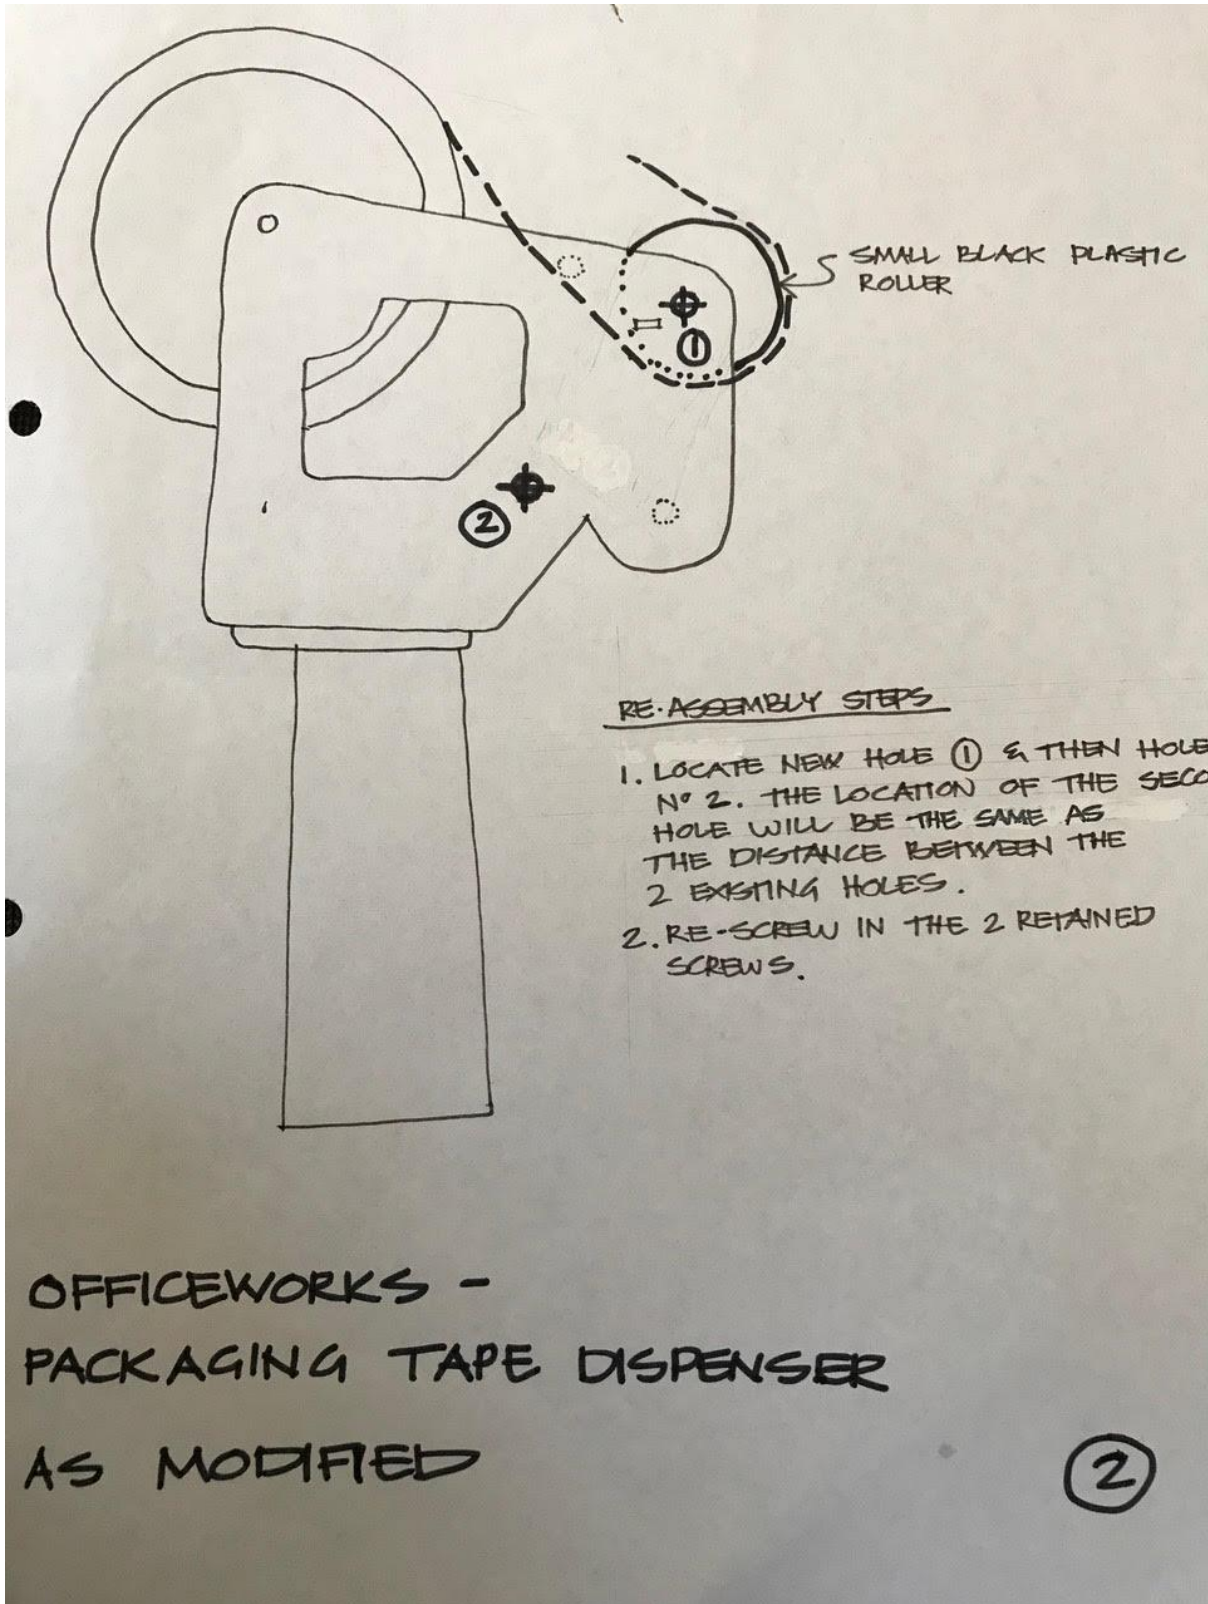 SMALL BLACK PLASTIC
ROLLER
①
②
RE-ASSEMBLY STEPS
1. LOCATE NEW HOLE ① & THEN HOLE
Nº 2. THE LOCATION OF THE SECO
HOLE WILL BE THE SAME AS
THE DISTANCE BETWEEN THE
2 EXISTING HOLES.
2. RE-SCREW IN THE 2 RETAINED
SCREWS.
OFFICEWORKS -
PACKAGING TAPE DISPENSER
AS MODIFIED
②